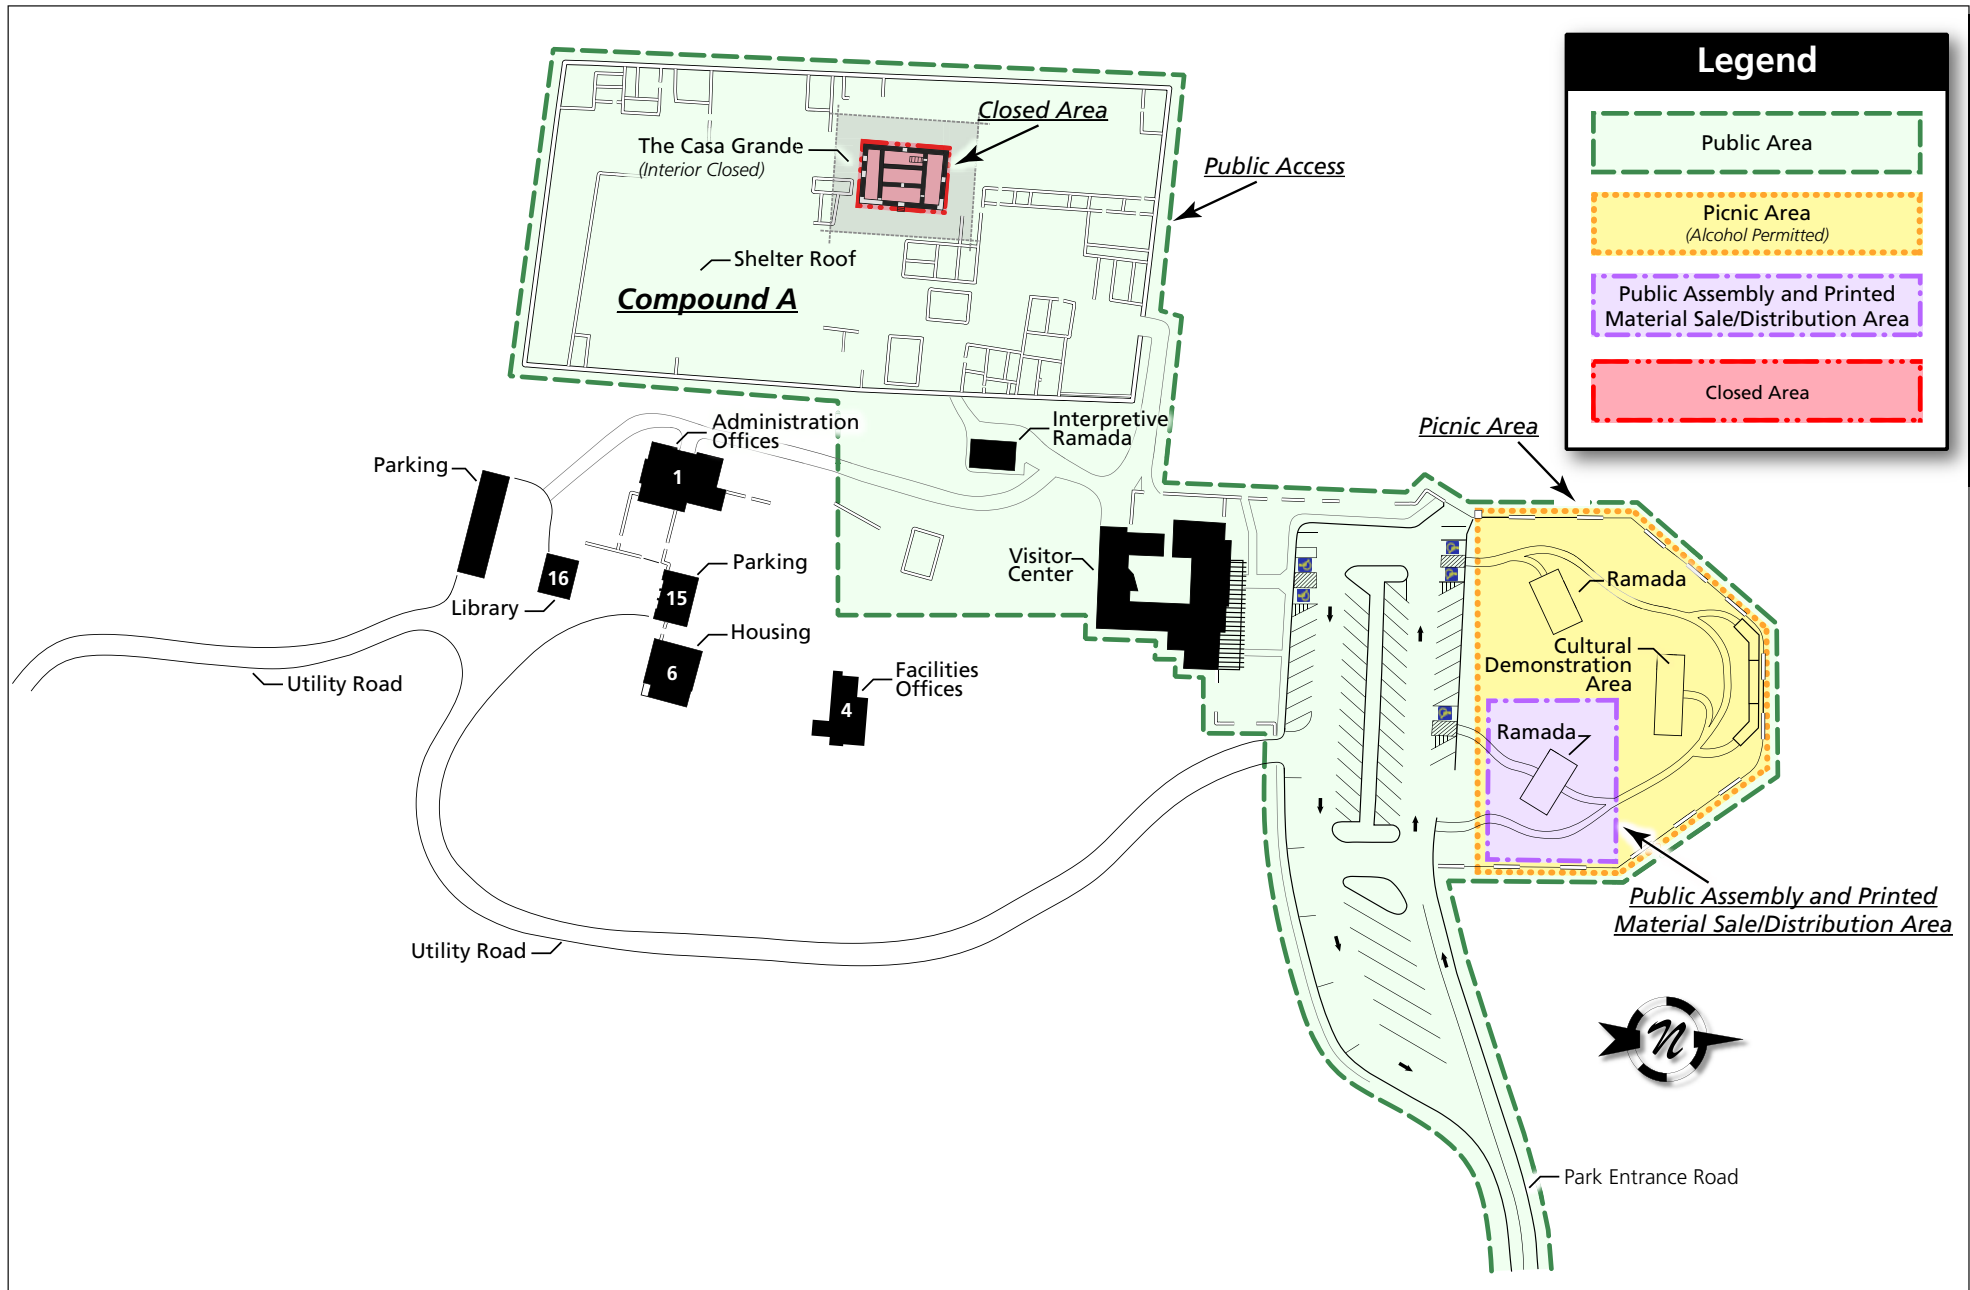 Legend
Public Area
Picnic Area
(Alcohol Permitted)
Public Assembly and Printed
Material Sale/Distribution Area
Closed Area
Closed Area
The Casa Grande
(Interior Closed)
Public Access
Shelter Roof
Compound A
Administration
Offices
Interpretive
Ramada
Picnic Area
Parking
1
Visitor
Center
16
Parking
Library
15
Ramada
Housing
Cultural
Demonstration
Area
6
Facilities
Offices
Utility Road
4
Ramada
Public Assembly and Printed
Material Sale/Distribution Area
Utility Road
N
Park Entrance Road